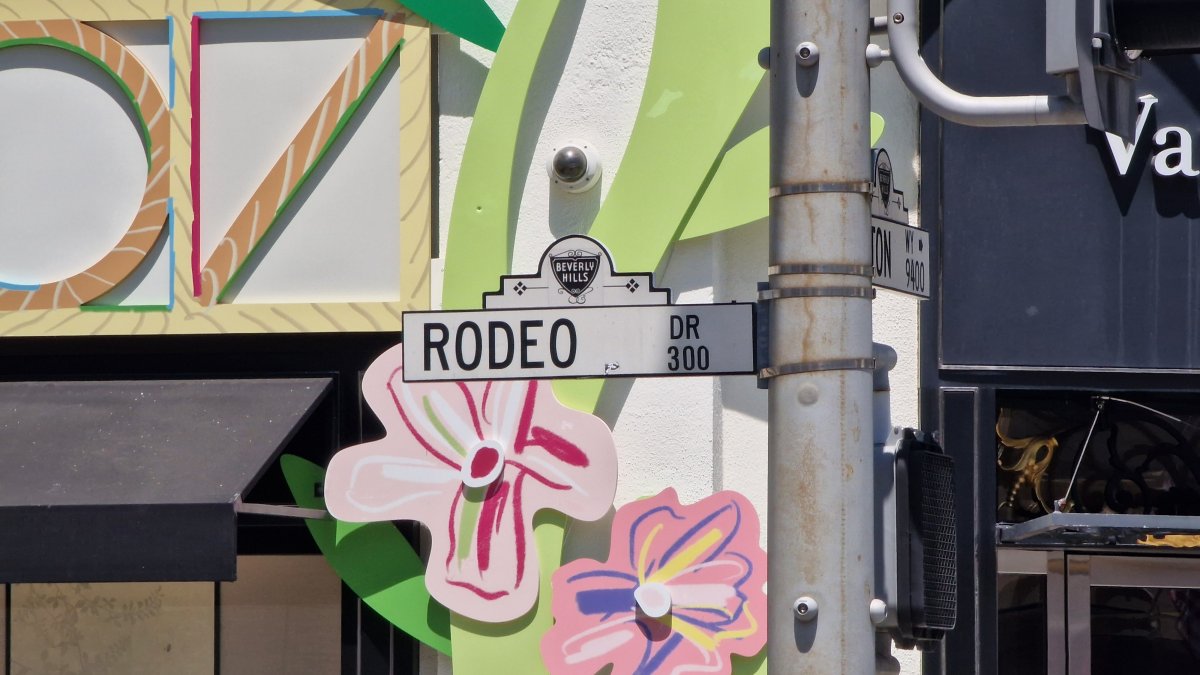 Va
BEVERLY
HILLS
RODEO
DR
300
TON
WY
9400